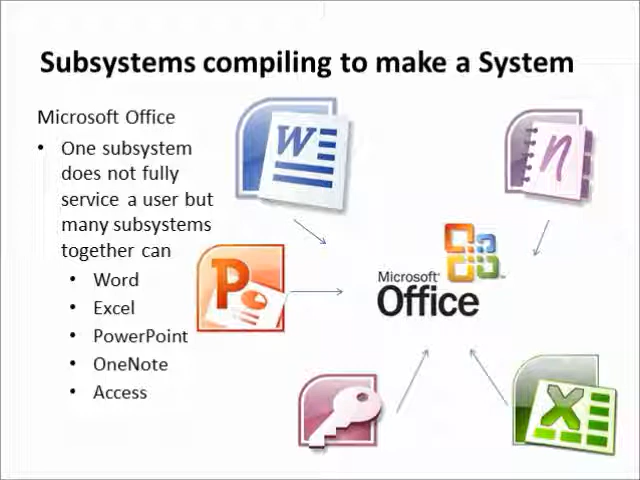 Subsystems compiling to make a System
Microsoft Office
• One subsystem
does not fully
service a user but
many subsystems
together can
• Word
• Excel
• PowerPoint
• OneNote
• Access
W
n
P
Microsoft®
Office
X